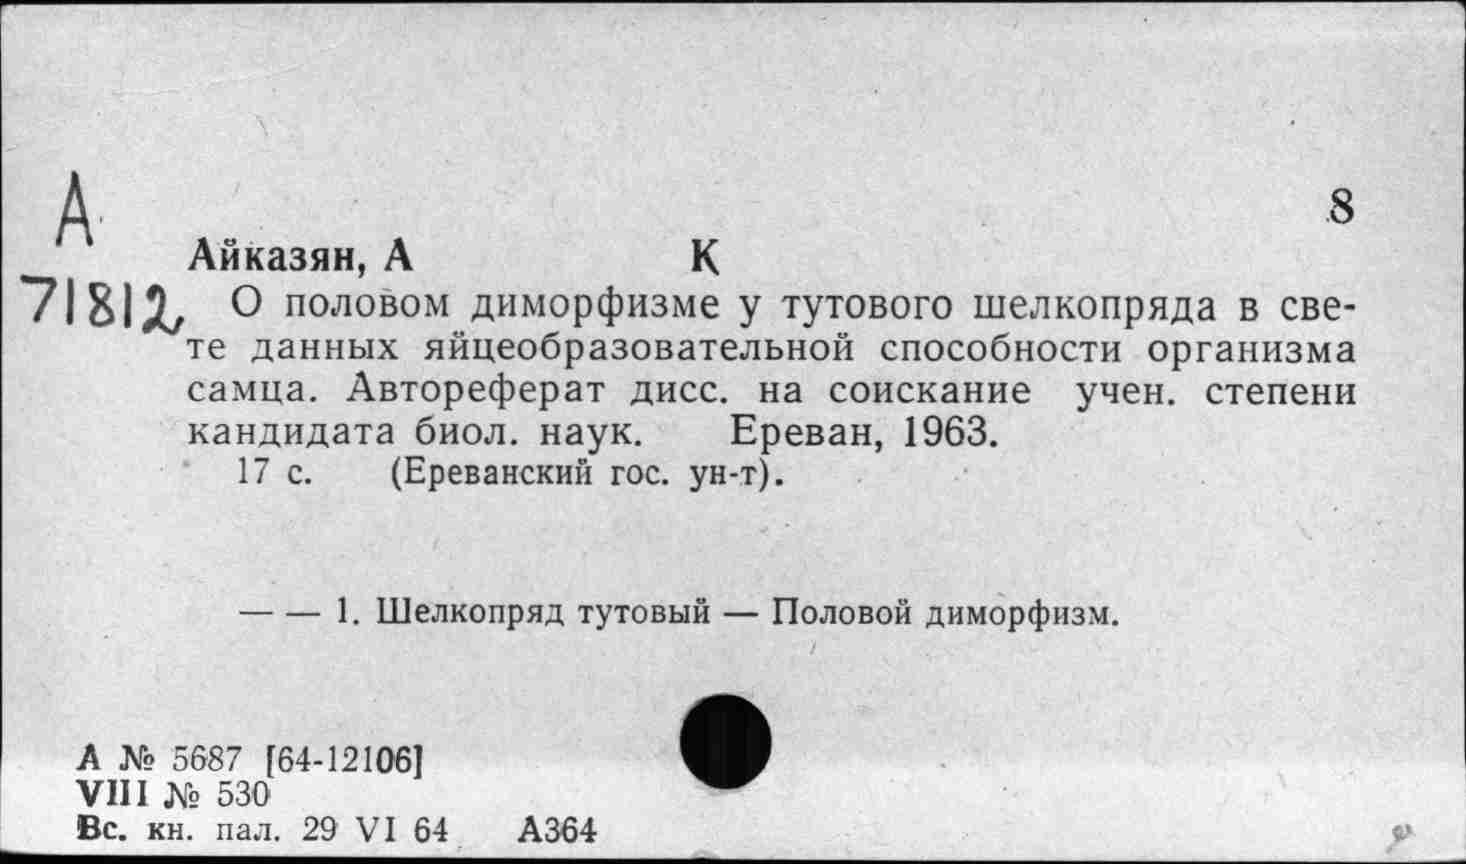 А
8
Айказян, А К
71812
О половом диморфизме у тутового шелкопряда в све-
те данных яйцеобразовательной способности организма
самца. Автореферат дисс. на соискание учен. степени
кандидата биол. наук. Ереван, 1963.
17 с. (Ереванский гос. ун-т).
— — 1. Шелкопряд тутовый — Половой диморфизм.
А № 5687 [64-12106]
VIII № 530
Вс. кн. пал. 29 VI 64 А364